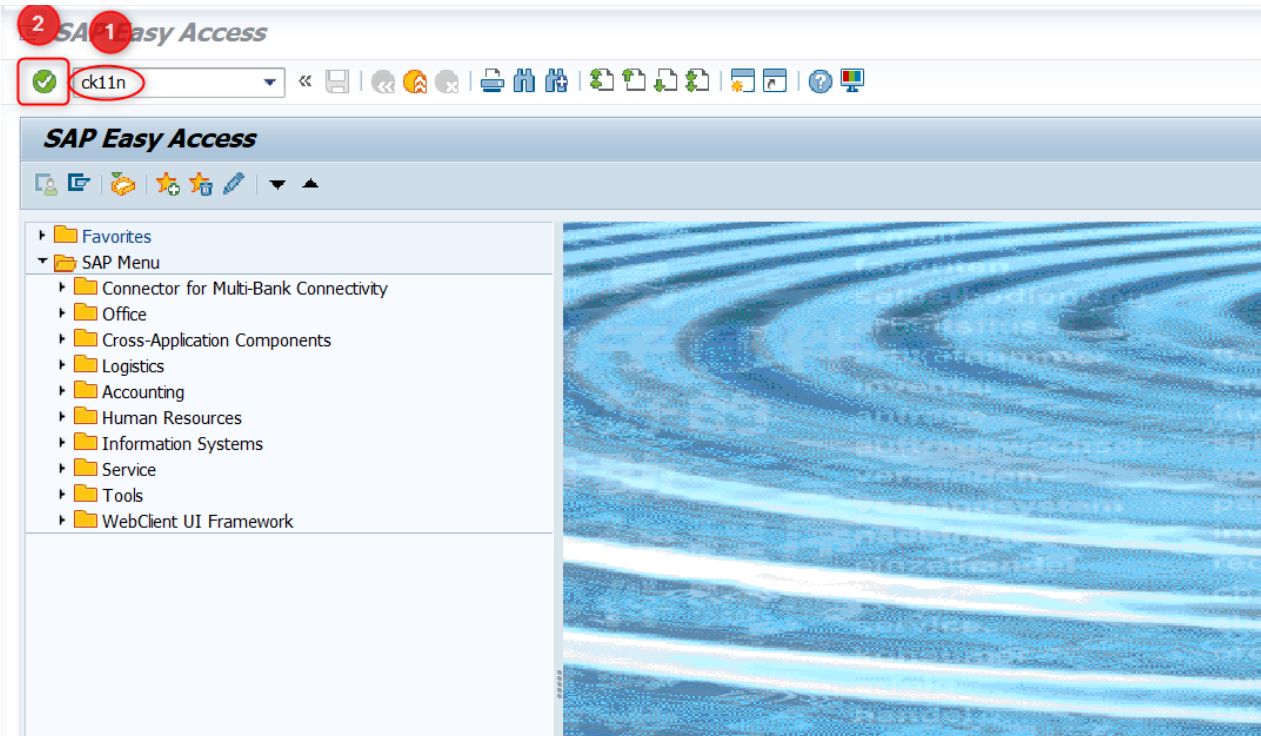 2 1
SAP Easy Access
ck11n
SAP Easy Access
Favorites
SAP Menu
Connector for Multi-Bank Connectivity
Office
Cross-Application Components
Logistics
Accounting
Human Resources
Information Systems
Service
Tools
WebClient UI Framework